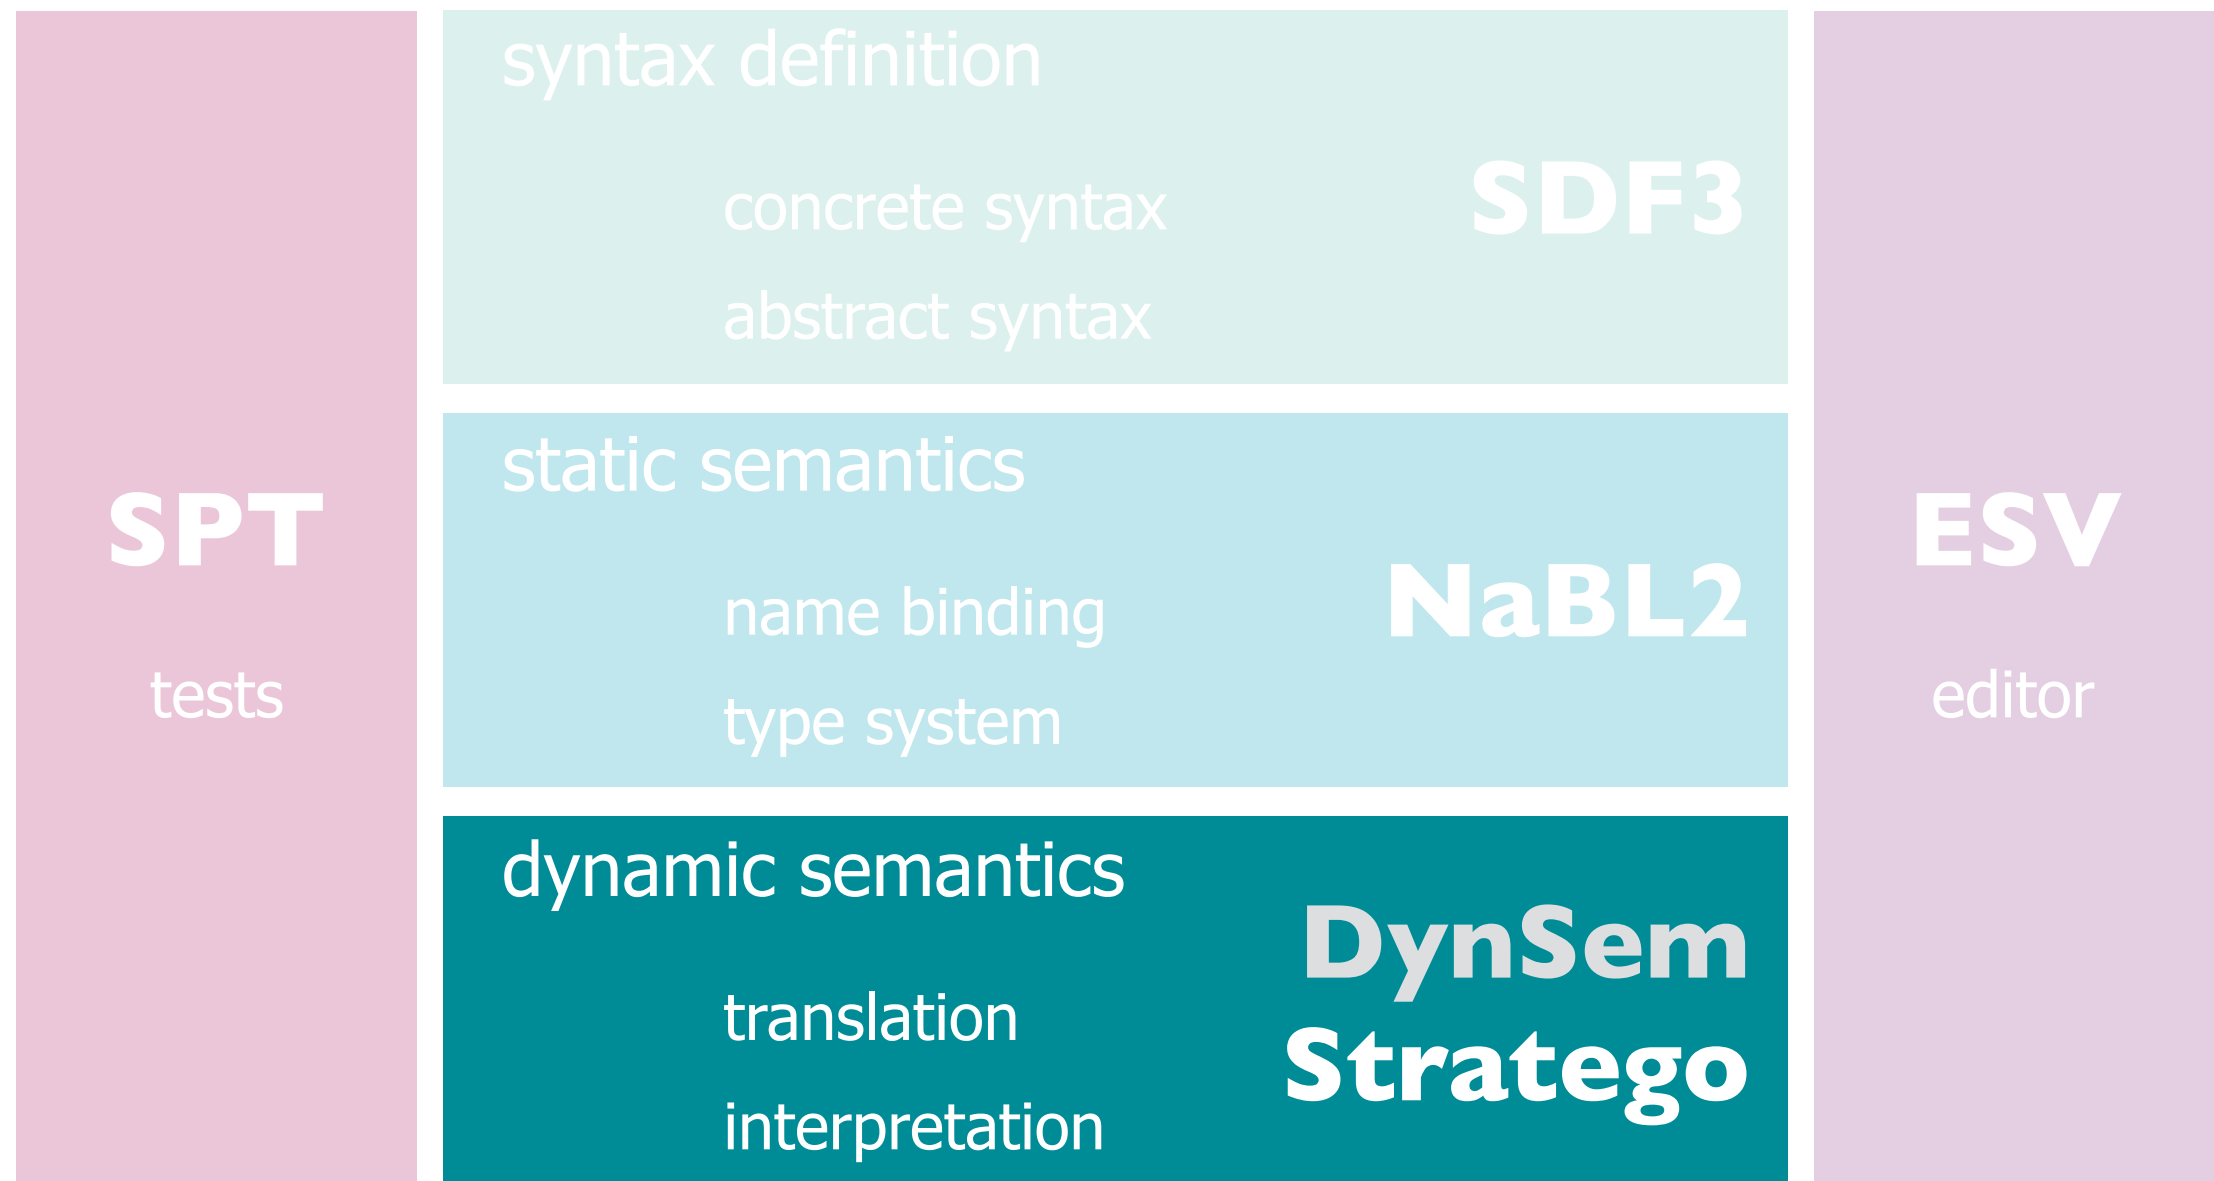 SPT
tests
syntax definition
concrete syntax
abstract syntax
SDF3
static semantics
name binding
type system
NaBL2
dynamic semantics
translation
interpretation
DynSem
Stratego
ESV
editor